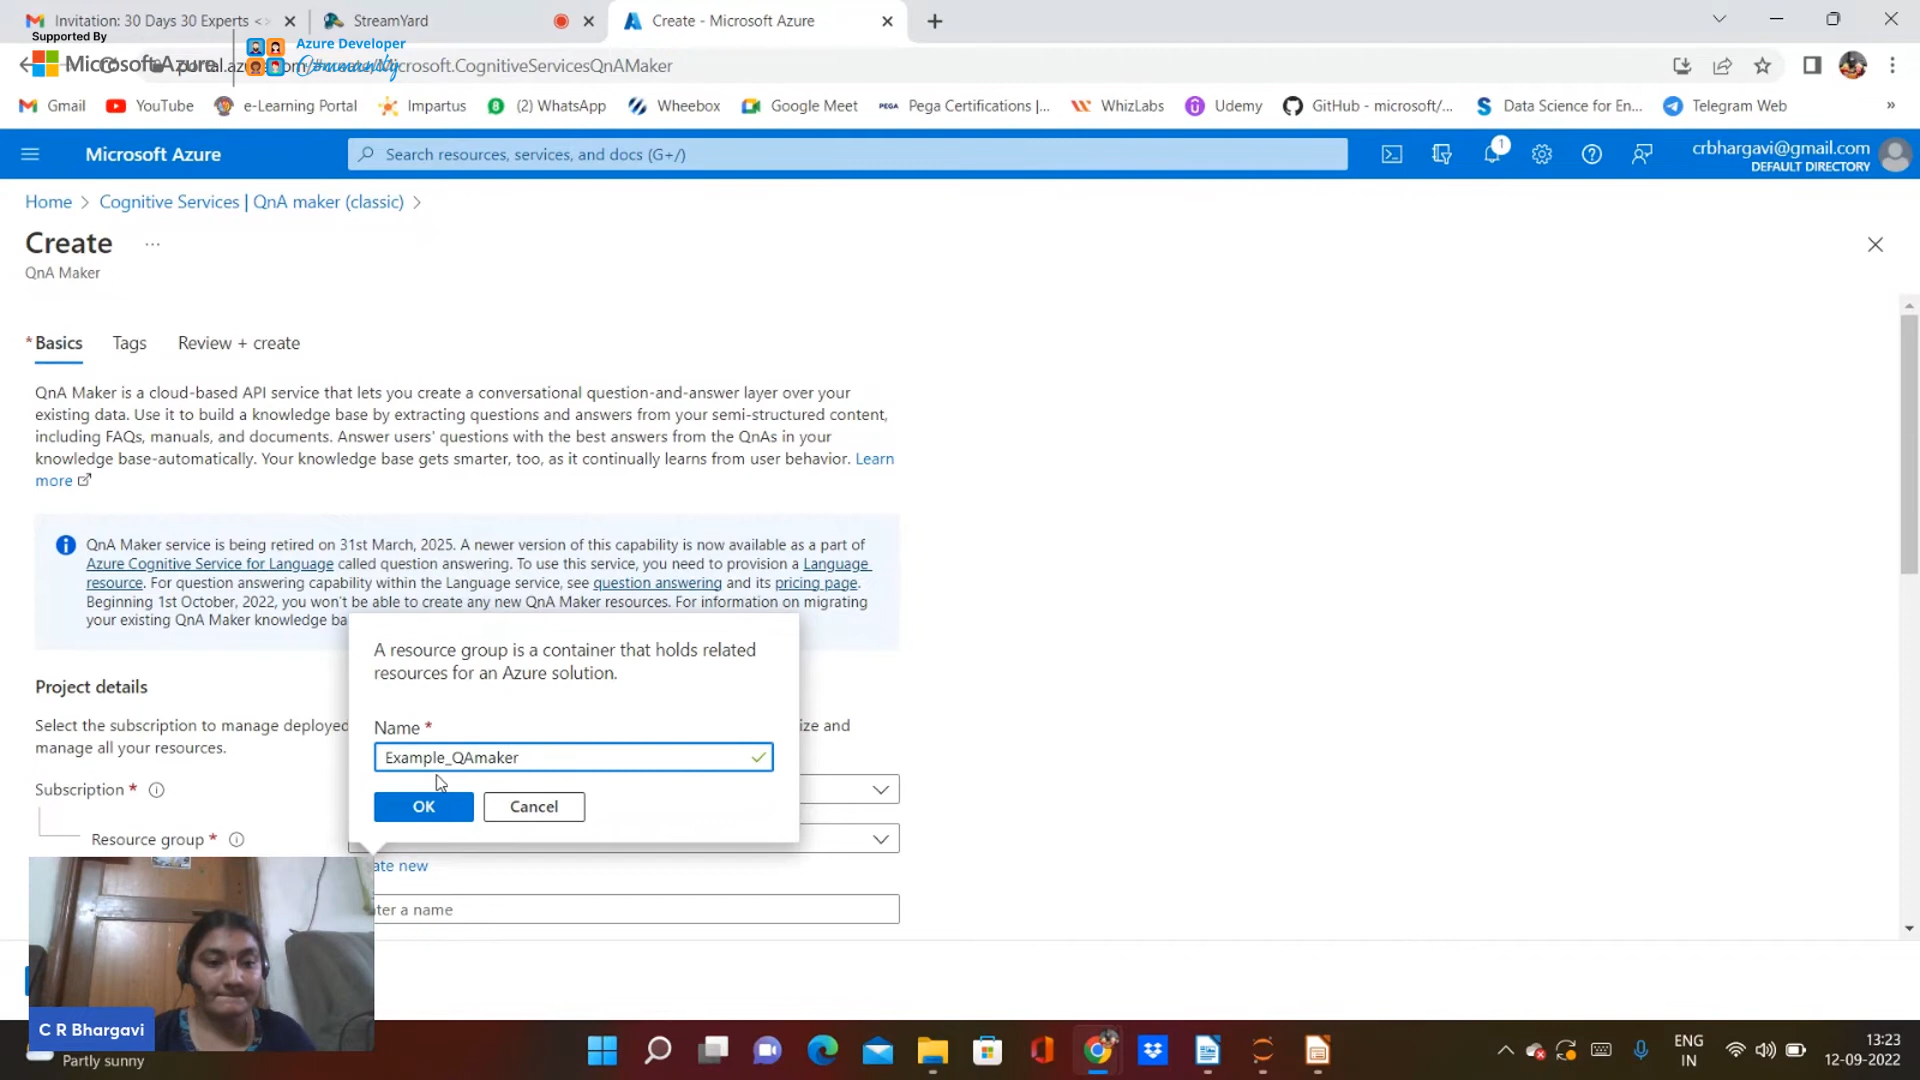 Invitation: 30 Days 30 Experts <>
StreamYard
Create - Microsoft Azure
Supported By
Microsoft Azure
Azure Developer
Community
Microsoft.CognitiveServicesQnAMaker
Gmail
YouTube
e-Learning Portal
Impartus
(2) WhatsApp
Wheebox
Google Meet
PEGA Pega Certifications |...
WhizLabs
Udemy
GitHub - microsoft/...
Data Science for En...
Telegram Web
»
Microsoft Azure
Search resources, services, and docs (G+/)
1
crbhargavi@gmail.com
DEFAULT DIRECTORY
Home > Cognitive Services | QnA maker (classic) >
Create ...
QnA Maker
* Basics
Tags
Review + create
QnA Maker is a cloud-based API service that lets you create a conversational question-and-answer layer over your
existing data. Use it to build a knowledge base by extracting questions and answers from your semi-structured content,
including FAQs, manuals, and documents. Answer users' questions with the best answers from the QnAs in your
knowledge base-automatically. Your knowledge base gets smarter, too, as it continually learns from user behavior. Learn
more
QnA Maker service is being retired on 31st March, 2025. A newer version of this capability is now available as a part of
Azure Cognitive Service for Language called question answering. To use this service, you need to provision a Language
resource. For question answering capability within the Language service, see question answering and its pricing page.
Beginning 1st October, 2022, you won't be able to create any new QnA Maker resources. For information on migrating
your existing QnA Maker knowledge ba
A resource group is a container that holds related
resources for an Azure solution.
Name *
Example_QAmaker
OK
Cancel
Project details
Select the subscription to manage deployed
ize and
manage all your resources.
Subscription *
Resource group *
ate new
ter a name
C R Bhargavi
Partly sunny
ENG
IN
13:23
12-09-2022